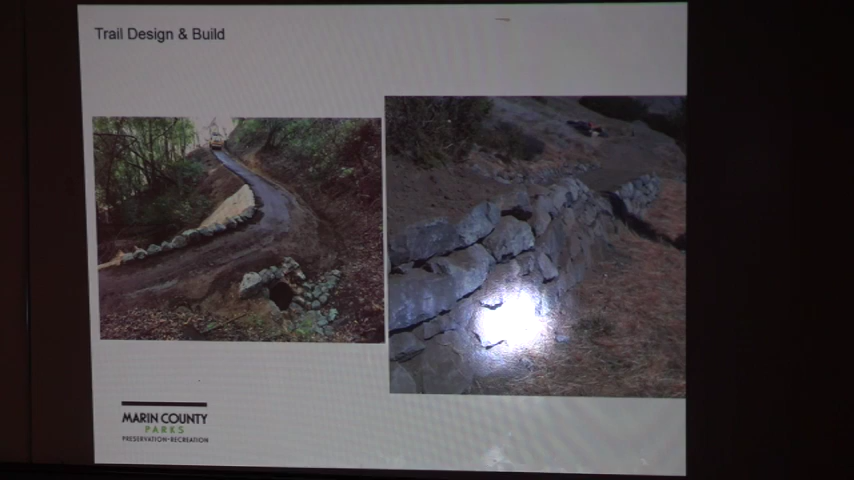 Trail Design & Build
MARIN COUNTY
PARKS
PRESERVATION•RECREATION